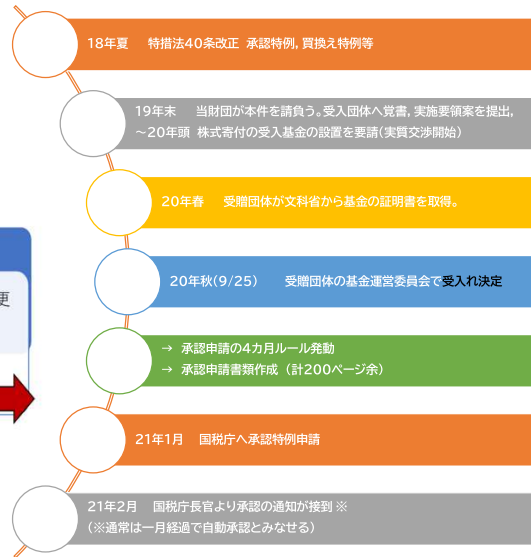 18年夏 特措法40条改正 承認特例，買換え特例等
19年末 当財団が本件を請負う。受入団体へ覚書，実施要領案を提出，
～20年頭 株式寄付の受入基金の設置を要請（実質交渉開始）
20年春 受贈団体が文科省から基金の証明書を取得。
更
20年秋（9/25） 受贈団体の基金運営委員会で受入れ決定
→ 承認申請の4カ月ルール発動
→ 承認申請書類作成（計200ページ余）
21年1月 国税庁へ承認特例申請
21年2月 国税庁長官より承認の通知が接到 ※
（※通常は一月経過で自動承認とみなせる）